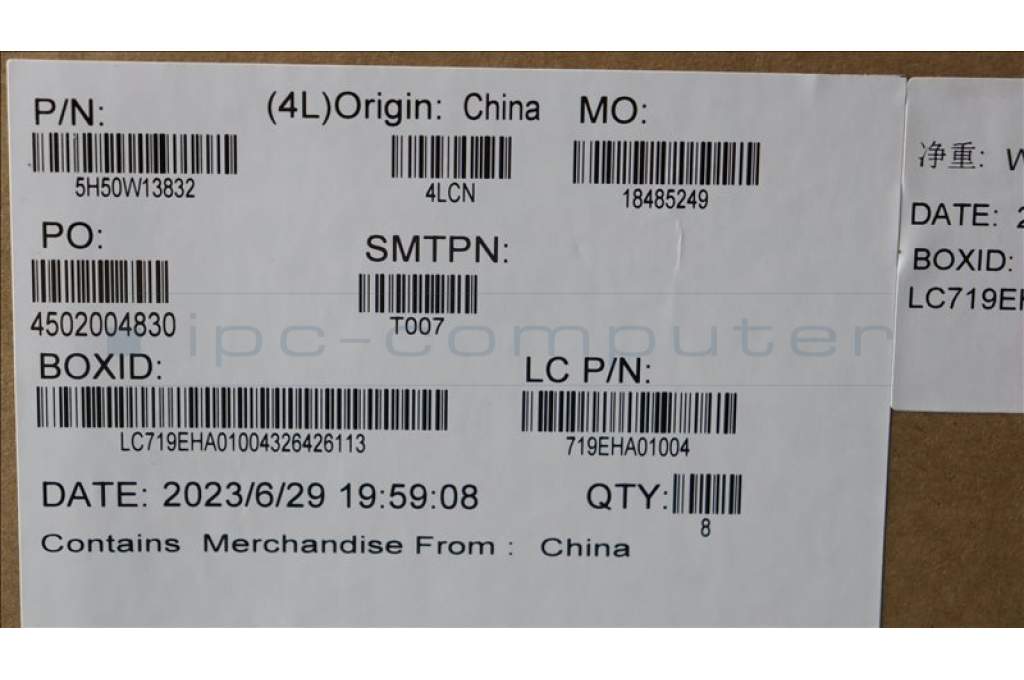 P/N:
(4L)Origin: China
MO:
5H50W13832
4LCN
18485249
PO:
SMTPN:
4502004830
T007
BOXID:
LC P/N:
LC719EHA01004326426113
719EHA01004
DATE: 2023/6/29 19:59:08
QTY:
8
Contains Merchandise From : China
净重:
DATE: 2
BOXID:
LC719E
ipc-computer